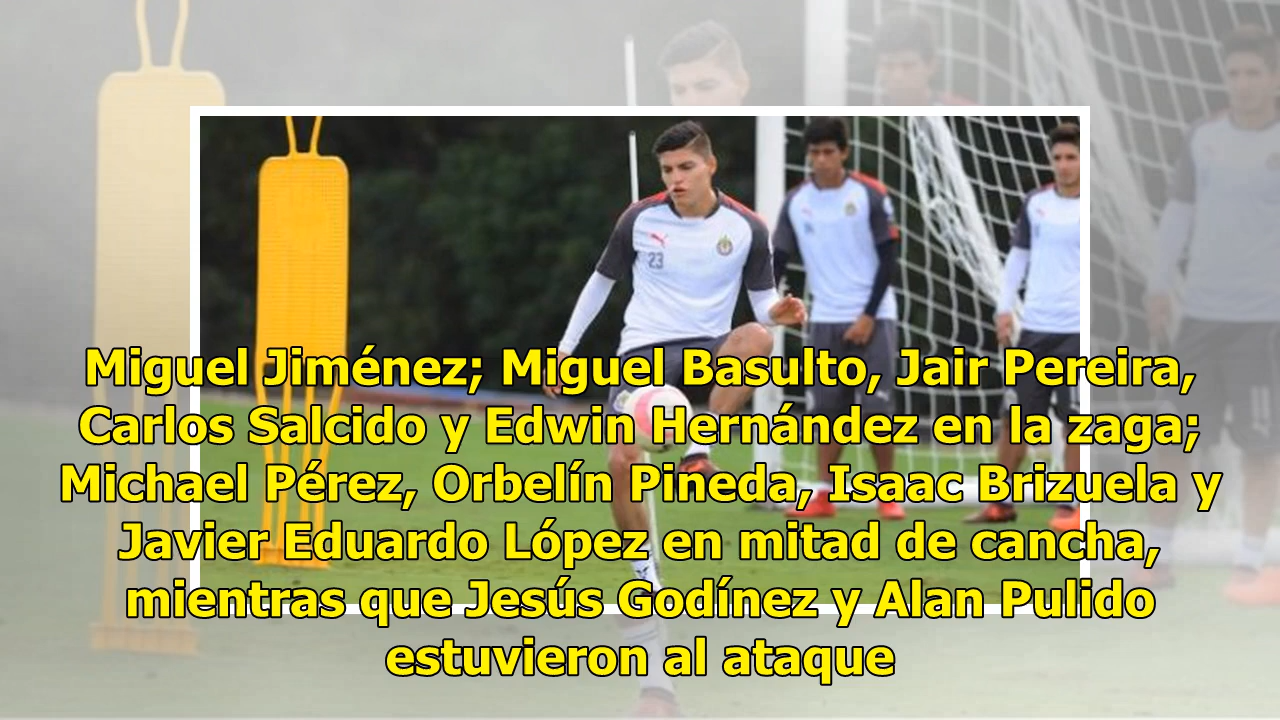 23
Miguel Jiménez; Miguel Basulto, Jair Pereira,
Carlos Salcido y Edwin Hernández en la zaga;
Michael Pérez, Orbelín Pineda, Isaac Brizuela y
Javier Eduardo López en mitad de cancha,
mientras que Jesús Godínez y Alan Pulido
estuvieron al ataque